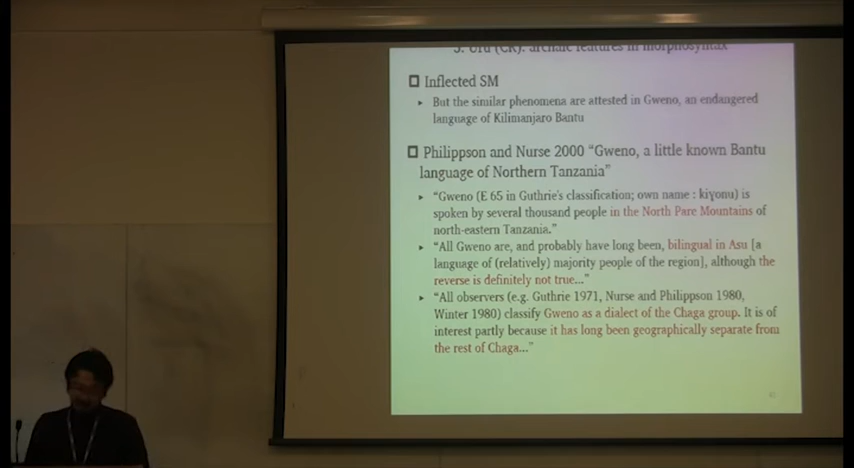 3. Uru (CK): archaic features in morphosyntax
Inflected SM
But the similar phenomena are attested in Gweno, an endangered
language of Kilimanjaro Bantu
Philippson and Nurse 2000 “Gweno, a little known Bantu
language of Northern Tanzania”
“Gweno (E 65 in Guthrie's classification; own name : kiɣonu) is
spoken by several thousand people in the North Pare Mountains of
north-eastern Tanzania.”
“All Gweno are, and probably have long been, bilingual in Asu [a
language of (relatively) majority people of the region], although the
reverse is definitely not true...”
“All observers (e.g. Guthrie 1971, Nurse and Philippson 1980,
Winter 1980) classify Gweno as a dialect of the Chaga group. It is of
interest partly because it has long been geographically separate from
the rest of Chaga...”